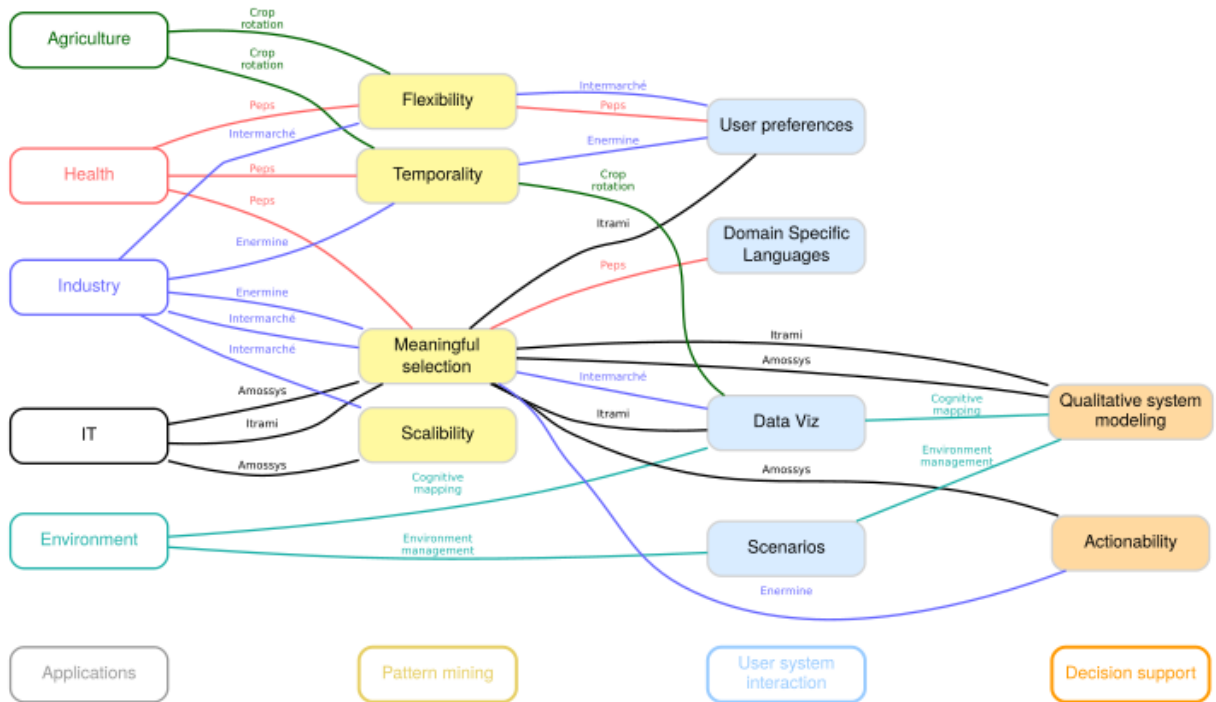 Crop
rotation
Agriculture
Crop
rotation
Intermarché
Flexibility
Peps
Peps
User preferences
Intermarché
Enermine
Health
Peps
Temporality
Crop
rotation
Peps
Itrami
Domain Specific
Languages
Enermine
Peps
Industry
Enermine
Intermarché
Itrami
Meaningful
selection
Intermarché
Amossys
Intermarché
Amossys
Cognitive
mapping
Qualitative system
modeling
Itrami
Itrami
Data Viz
IT
Scalibility
Environment
management
Amossys
Amossys
Cognitive
mapping
Environment
Environment
management
Scenarios
Actionability
Enermine
Applications
Pattern mining
User system
interaction
Decision support